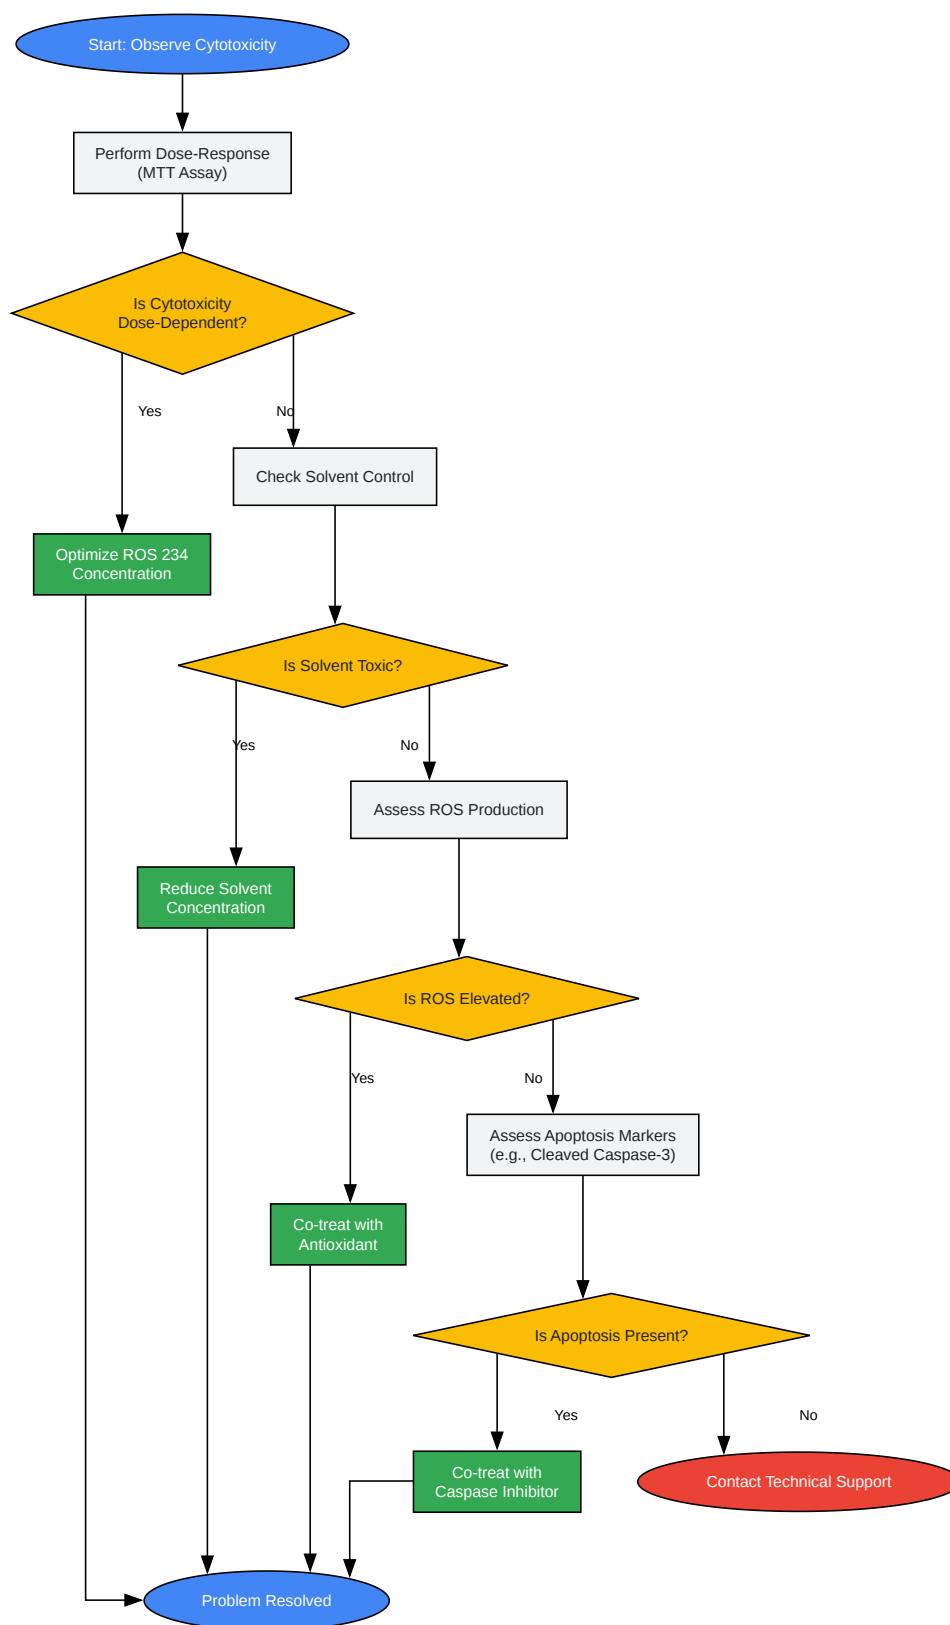 Start: Observe Cytotoxicity
Perform Dose-Response
(MTT Assay)
Is Cytotoxicity
Dose-Dependent?
Yes
No
Check Solvent Control
Optimize ROS 234
Concentration
Is Solvent Toxic?
Yes
No
Assess ROS Production
Reduce Solvent
Concentration
Is ROS Elevated?
Yes
No
Assess Apoptosis Markers
(e.g., Cleaved Caspase-3)
Co-treat with
Antioxidant
Is Apoptosis Present?
Yes
No
Co-treat with
Caspase Inhibitor
Contact Technical Support
Problem Resolved